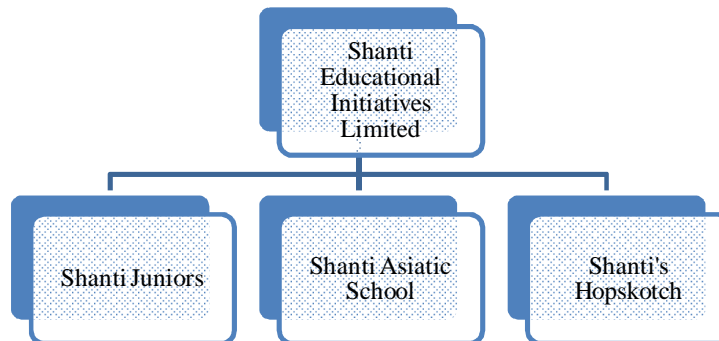 Shanti
Educational
Initiatives
Limited
Shanti Juniors
Shanti Asiatic
School
Shanti's
Hopskotch